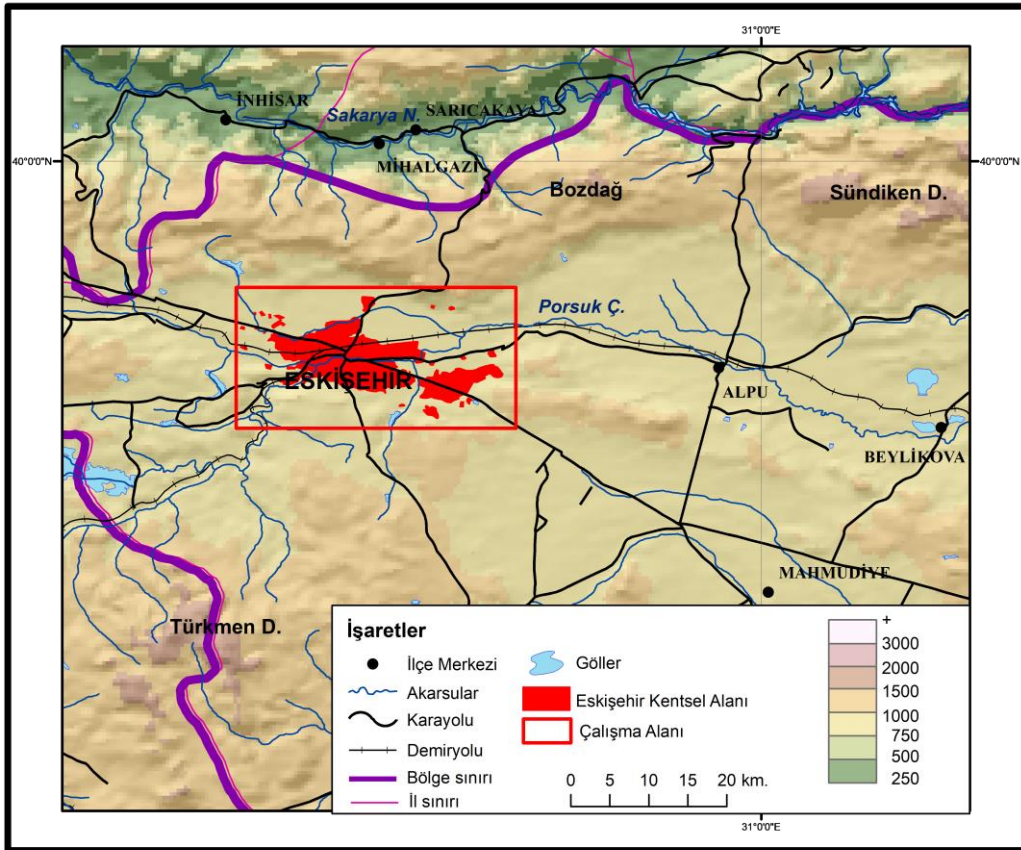 31°0'0"E
İNHİSAR
Sakarya N.
SARICAKAYA
MİHALGAZİ
40°0'0"N
40°0'0"N
Bozdağ
Sündiken D.
Porsuk Ç.
ESKİŞEHİR
ALPU
BEYLİKOVA
MAHMUDİYE
Türkmen D.
İşaretler
İlçe Merkezi
Akarsular
Karayolu
Demiryolu
Bölge sınırı
İl sınırı
Göller
Eskişehir Kentsel Alanı
Çalışma Alanı
0 5 10 15 20 km.
+
3000
2000
1500
1000
750
500
250
31°0'0"E